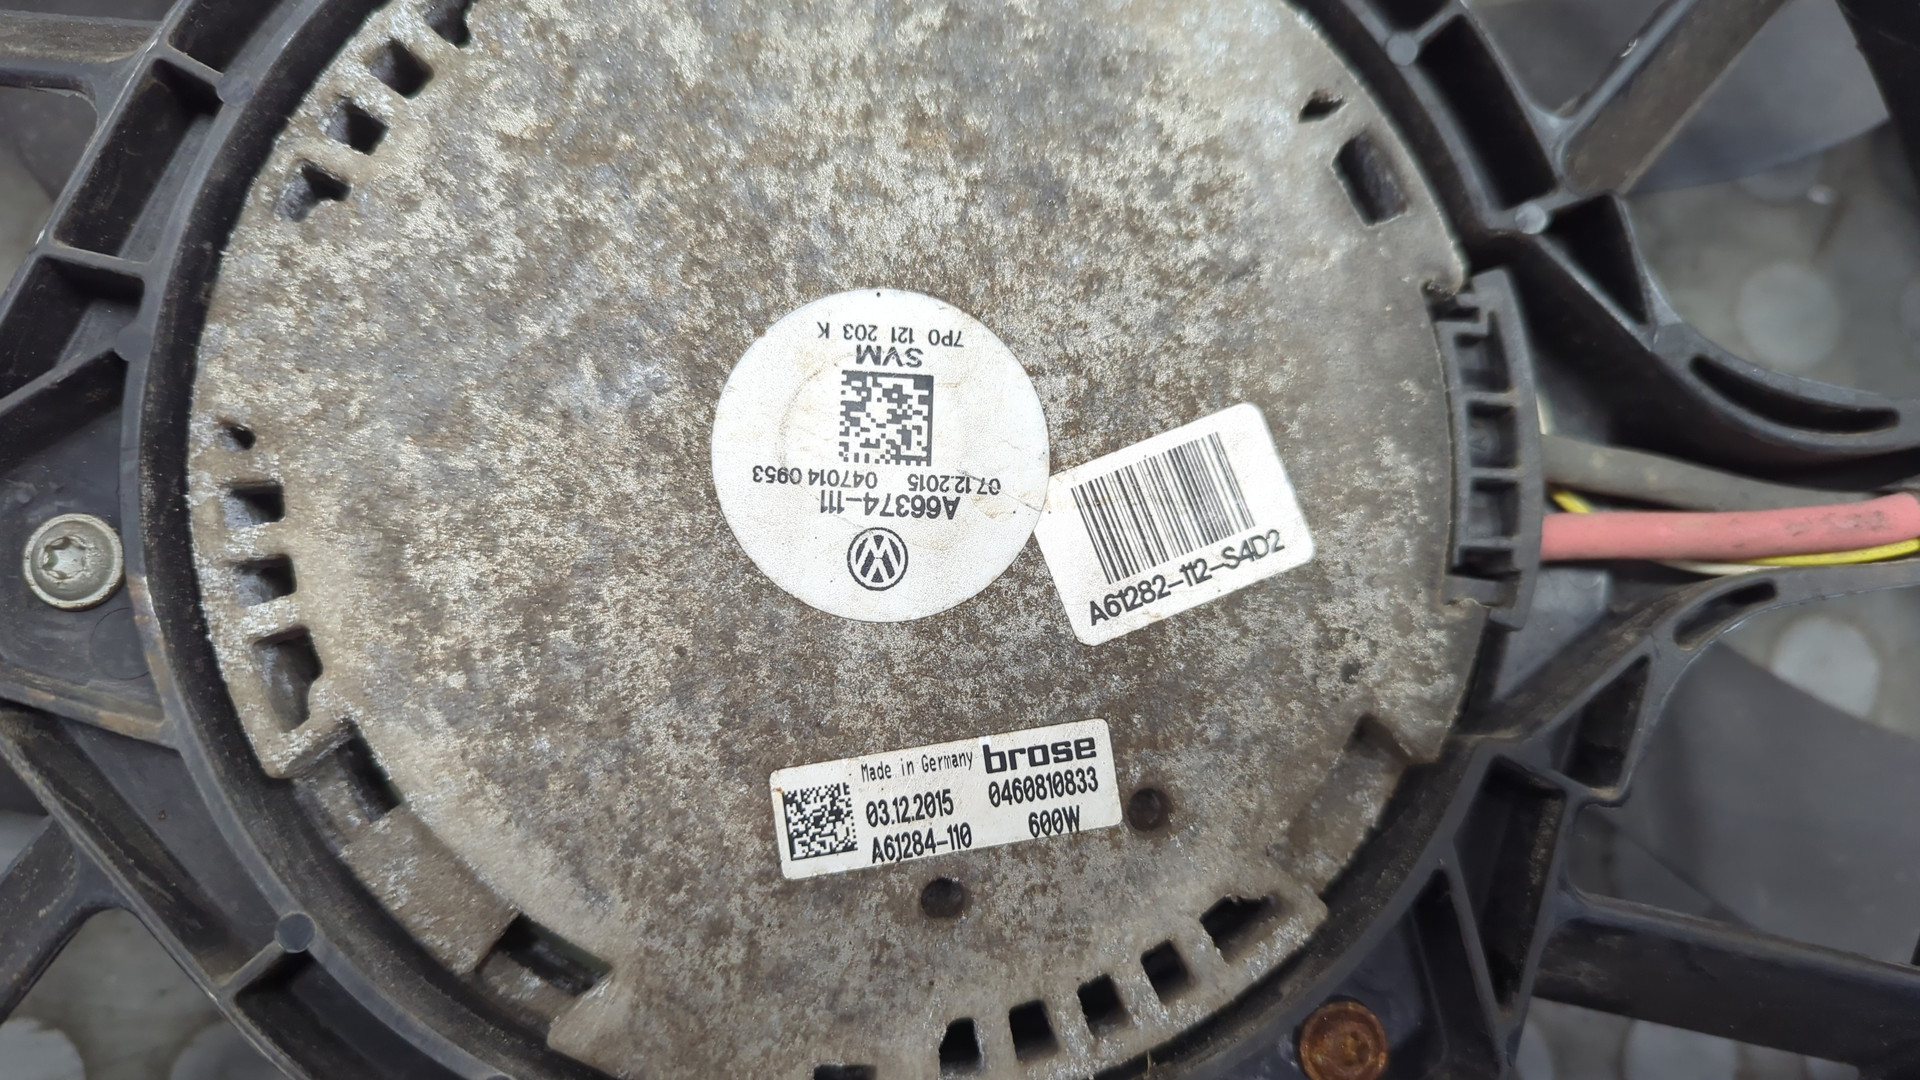 7P0 121 203 K
SVM
07.12.2015 047014 0953
A66374-111
A61282-112-S4D2
Made in Germany brose
03.12.2015 0460810833
A61284-110 600W